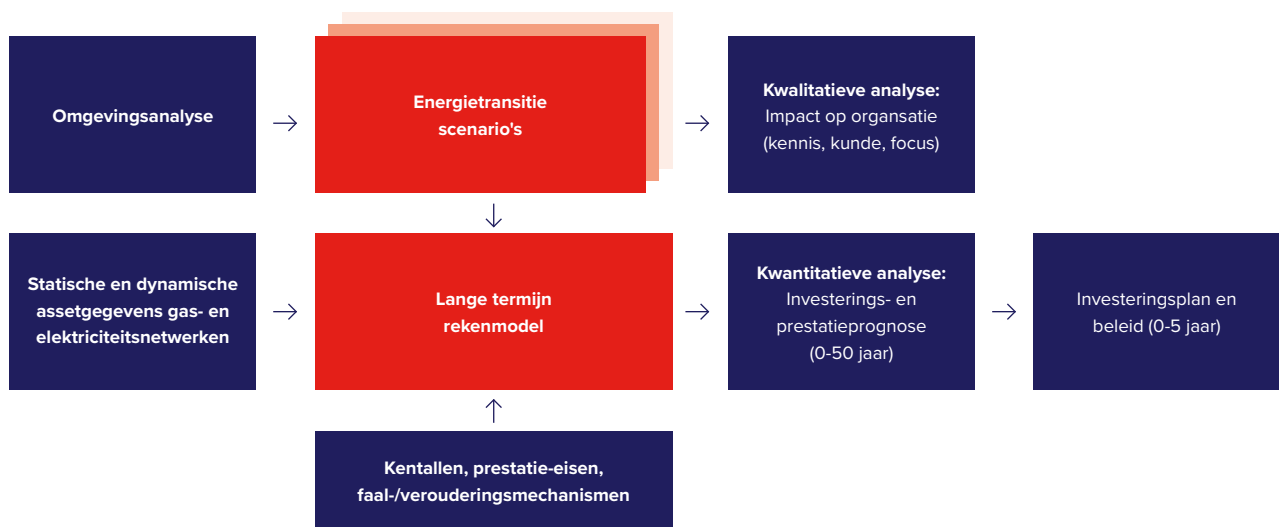 Omgevingsanalyse
Energietransitie
scenario's
Kwalitatieve analyse:
Impact op organsatie
(kennis, kunde, focus)
Statische en dynamische
assetgegevens gas- en
elektriciteitsnetwerken
Lange termijn
rekenmodel
Kwantitatieve analyse:
Investerings- en
prestatieprognose
(0-50 jaar)
Investeringsplan en
beleid (0-5 jaar)
Kentallen, prestatie-eisen,
faal-/verouderingsmechanismen